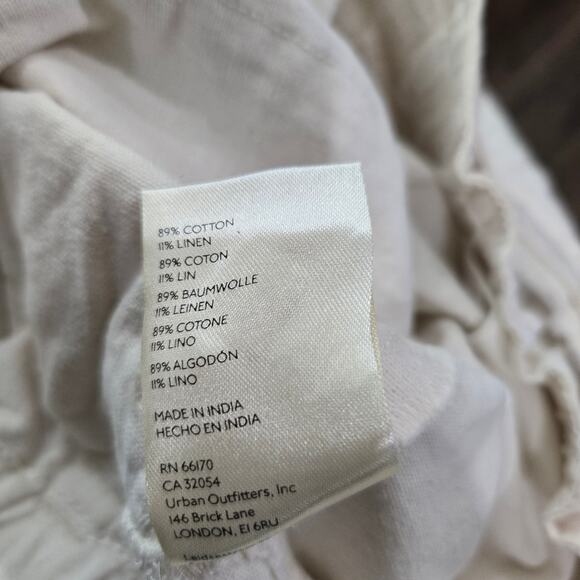 89% COTTON
11% LINEN
89% COTON
11% LIN
89% BAUMWOLLE
11% LEINEN
89% COTONE
11% LINO
89% ALGODÓN
11% LINO
MADE IN INDIA
HECHO EN INDIA
RN 66170
CA 32054
Urban Outfitters, Inc
146 Brick Lane
LONDON, E1 6RU